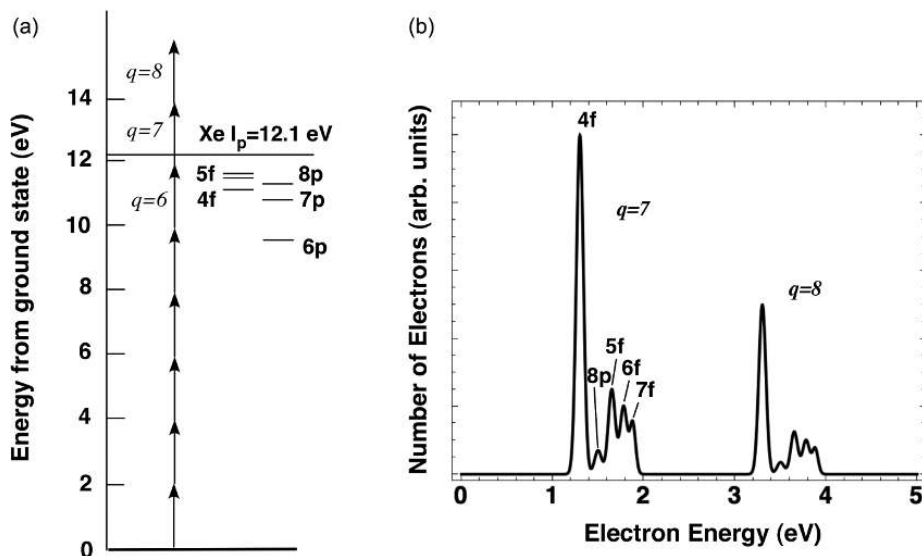 (a)
Energy from ground state (eV)
14
12
10
8
6
4
2
0
q=8
q=7
q=6
Xe Ip=12.1 eV
5f
4f
8p
7p
6p
(b)
Number of Electrons (arb. units)
4f
q=7
8p
5f
6f
7f
q=8
0 1 2 3 4 5
Electron Energy (eV)